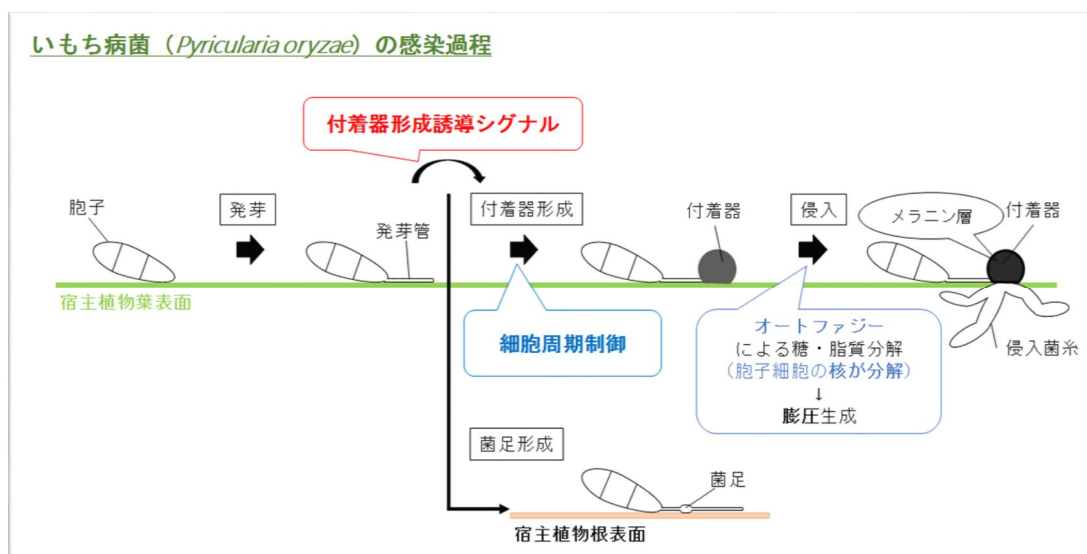 いもち病菌（Pyricularia oryzae）の感染過程
付着器形成誘導シグナル
胞子
発芽
発芽管
付着器形成
付着器
侵入
メラニン層
付着器
宿主植物葉表面
細胞周期制御
オートファジー
による糖・脂質分解
（胞子細胞の核が分解）
↓
膨圧生成
侵入菌糸
菌足形成
菌足
宿主植物根表面